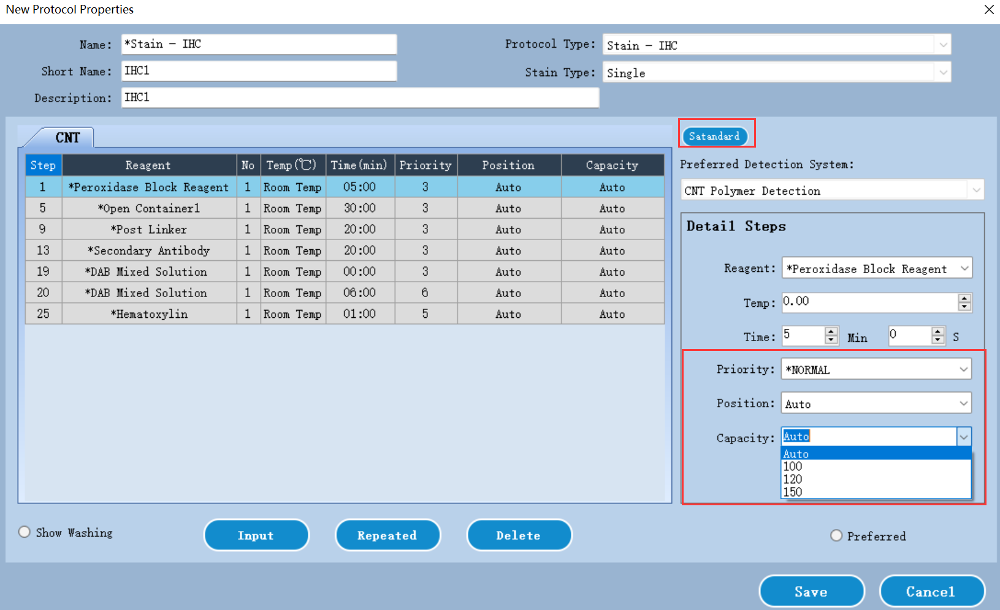 New Protocol Properties
Name: *Stain - IHC
Protocol Type: Stain - IHC
Short Name: IHC1
Stain Type: Single
Description: IHC1
CNT
Satandard
Step Reagent No Temp(℃) Time(min) Priority Position Capacity
1 *Peroxidase Block Reagent 1 Room Temp 05:00 3 Auto Auto
5 *Open Container1 1 Room Temp 30:00 3 Auto Auto
9 *Post Linker 1 Room Temp 20:00 3 Auto Auto
13 *Secondary Antibody 1 Room Temp 20:00 3 Auto Auto
19 *DAB Mixed Solution 1 Room Temp 00:00 3 Auto Auto
20 *DAB Mixed Solution 1 Room Temp 06:00 6 Auto Auto
25 *Hematoxylin 1 Room Temp 01:00 5 Auto Auto
Preferred Detection System:
CNT Polymer Detection
Detail Steps
Reagent: *Peroxidase Block Reagent
Temp: 0.00
Time: 5 Min 0 S
Priority: *NORMAL
Position: Auto
Capacity: Auto
Auto
100
120
150
Show Washing
Input
Repeated
Delete
Preferred
Save
Cancel